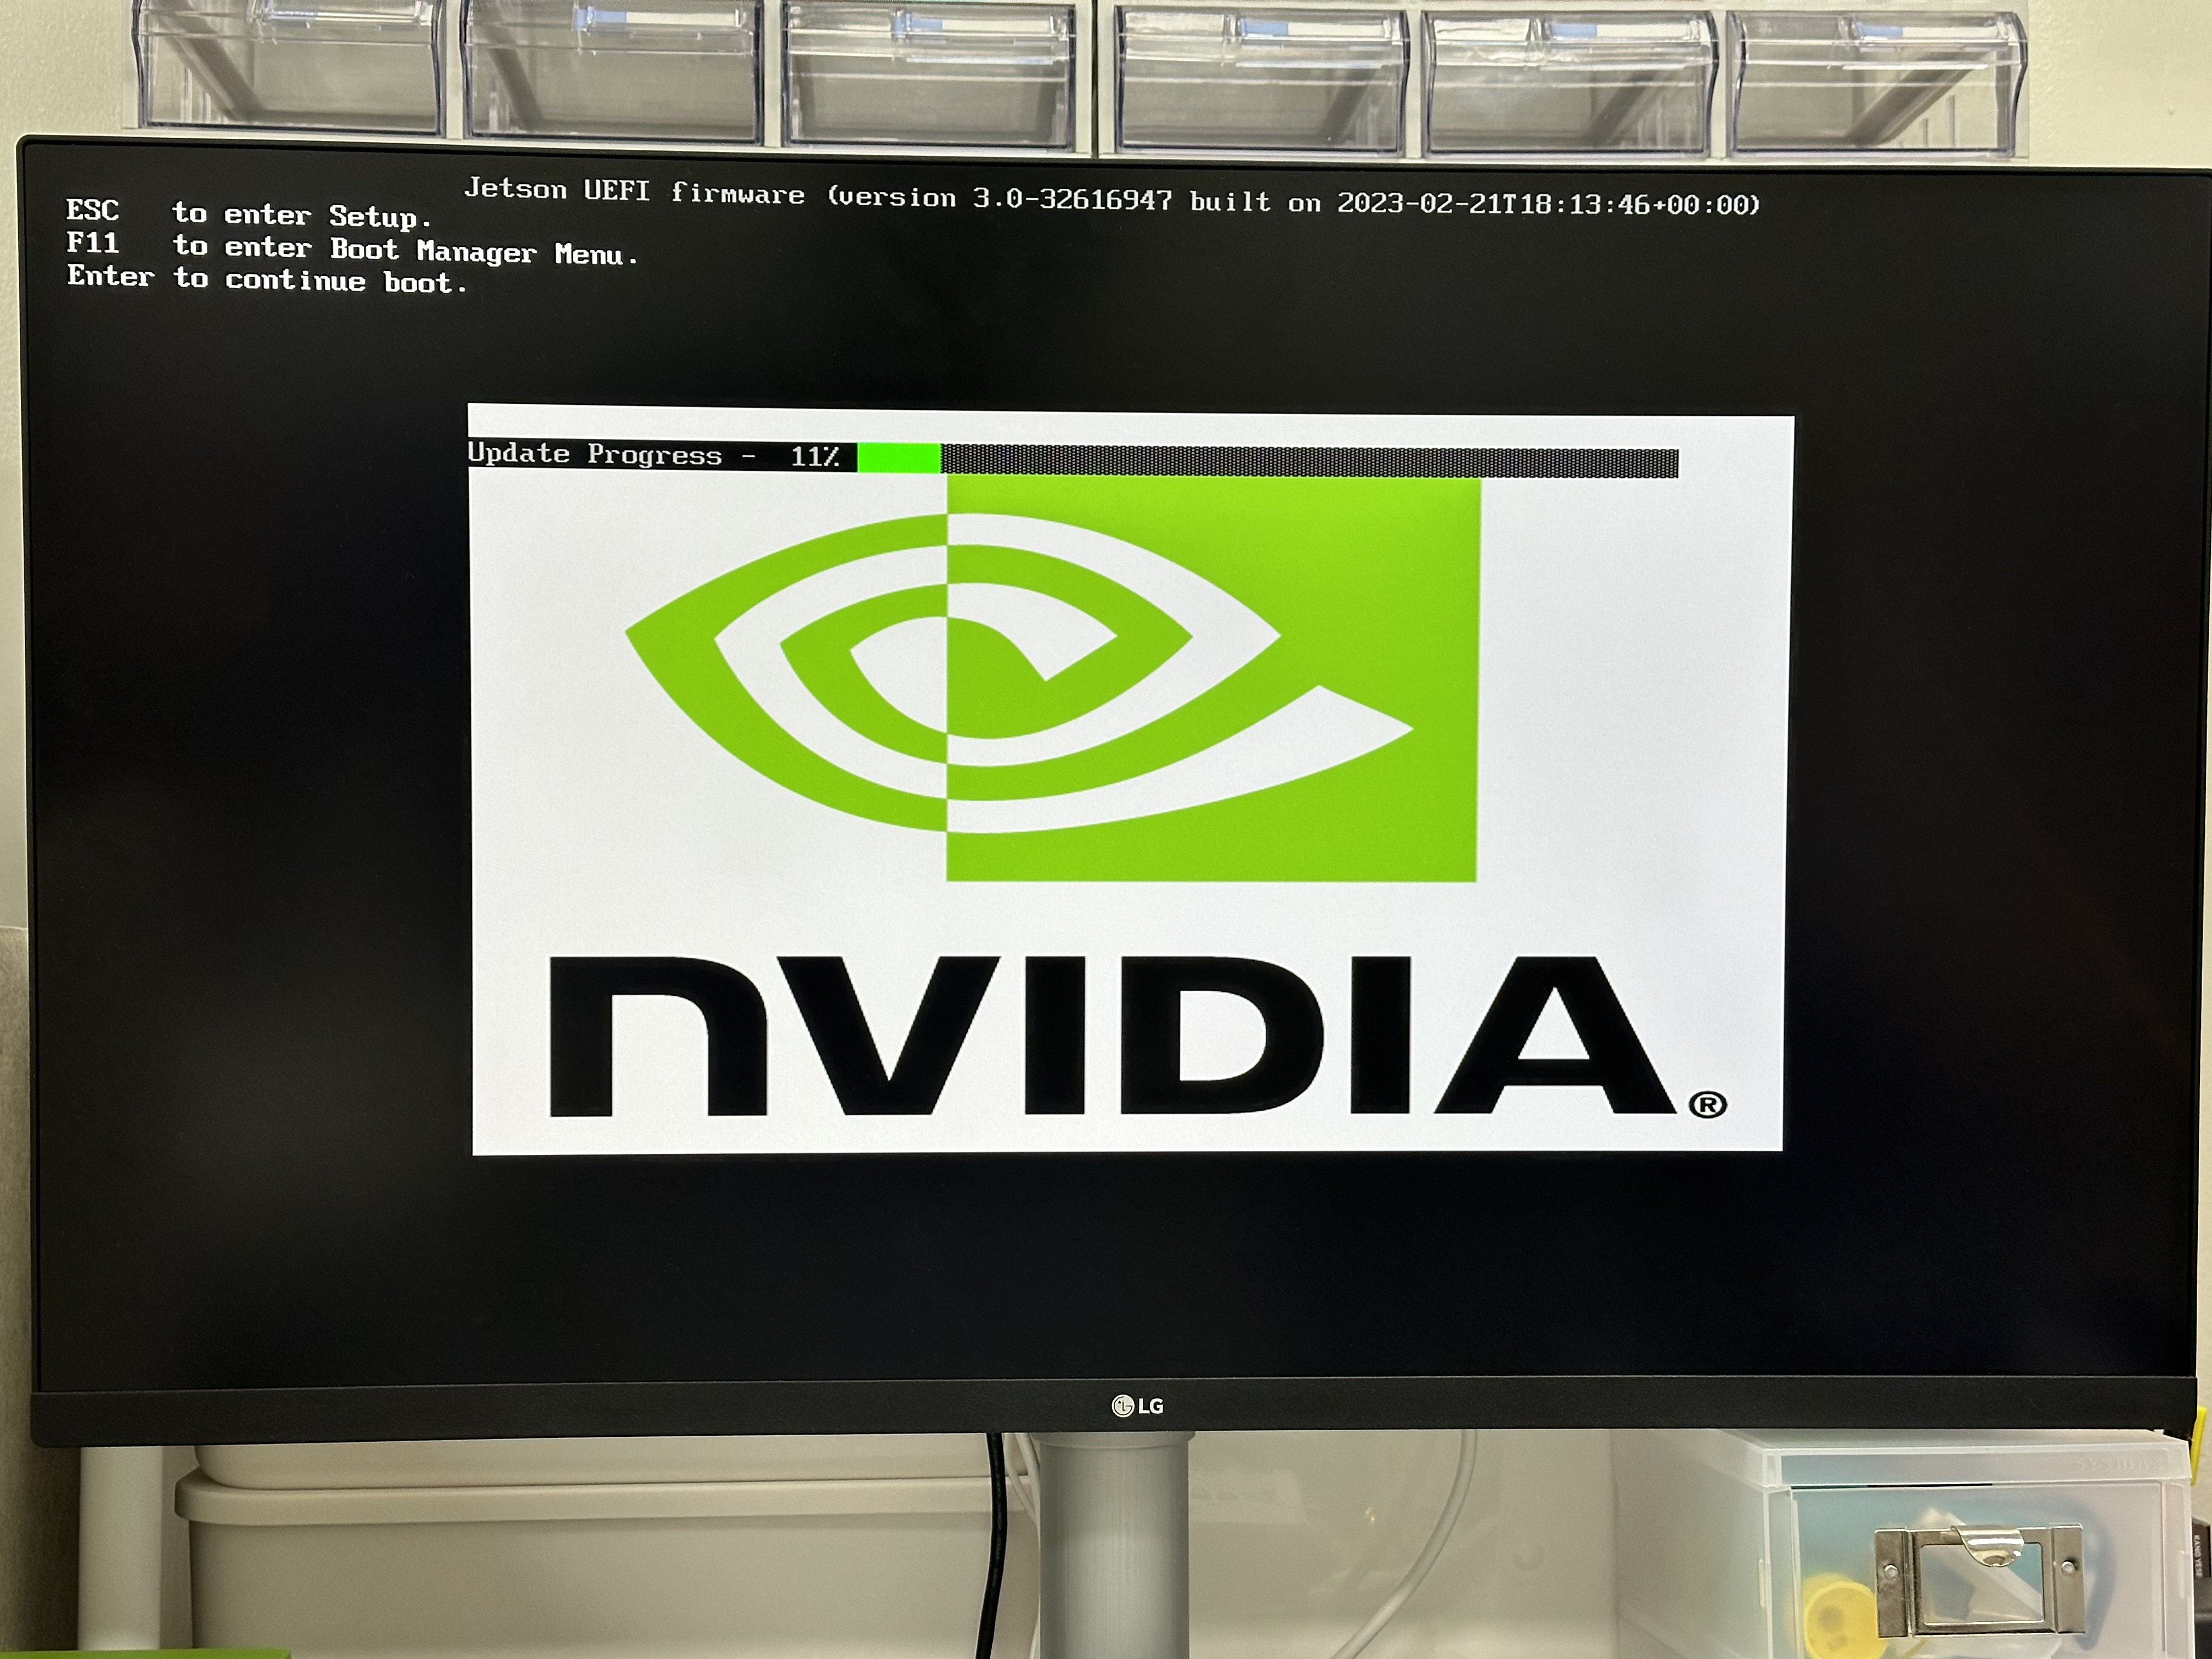 Jetson UEFI firmware (version 3.0-32616947 built on 2023-02-21T18:13:46+00:00)
ESC to enter Setup.
F11 to enter Boot Manager Menu.
Enter to continue boot.
Update Progress - 11%
nVIDIA®
LG